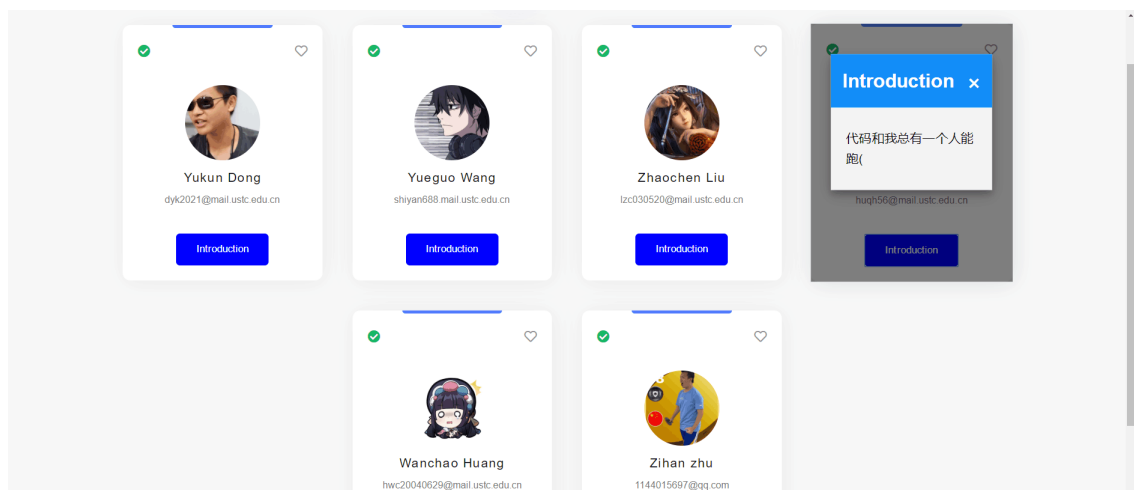 Introduction ×
代码和我总有一个人能
跑(
Yukun Dong
Yueguo Wang
Zhaochen Liu
dyk2021@mail.ustc.edu.cn
shiyan688.mail.ustc.edu.cn
lzc030520@mail.ustc.edu.cn
huqh56@mail.ustc.edu.cn
Introduction
Introduction
Introduction
Introduction
Wanchao Huang
Zihan zhu
hwc20040629@mail.ustc.edu.cn
1144015697@qq.com